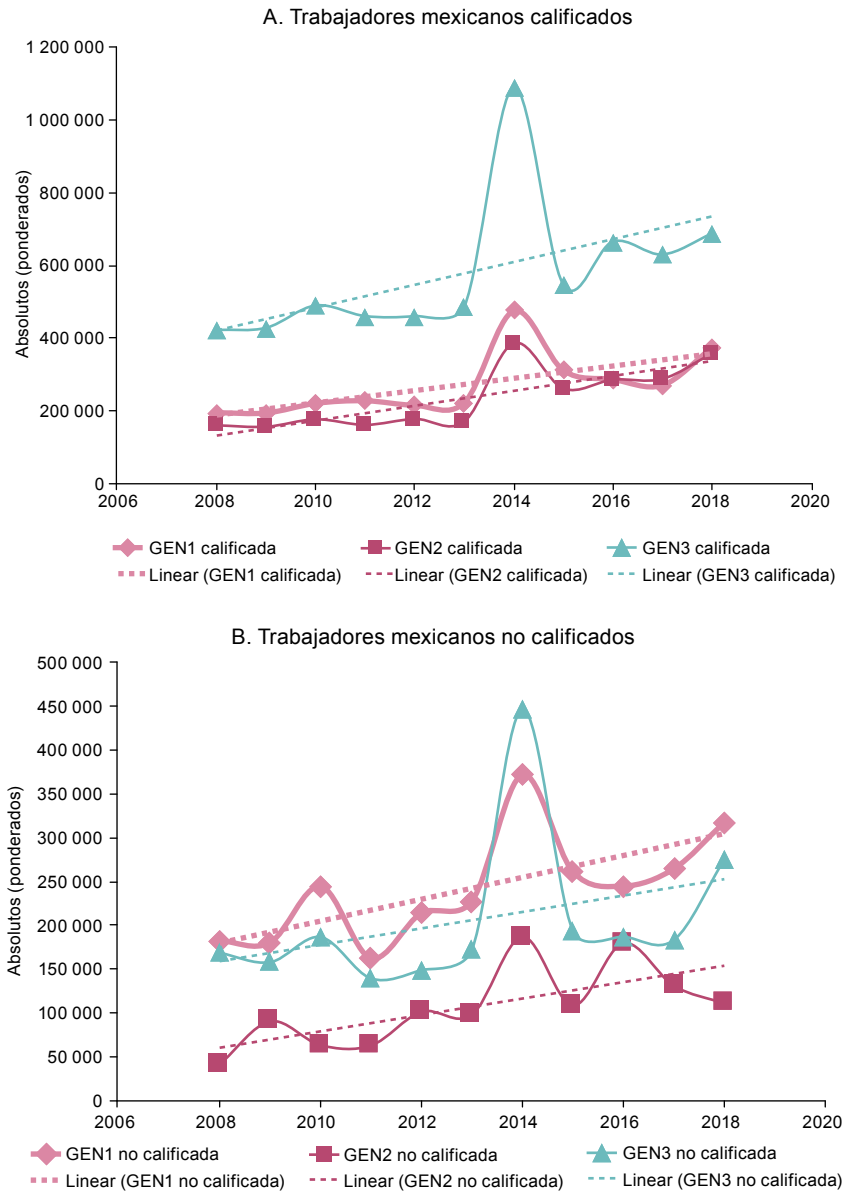 A. Trabajadores mexicanos calificados
1 200 000
1 000 000
800 000
600 000
400 000
200 000
0
Absolutos (ponderados)
2006 2008 2010 2012 2014 2016 2018 2020
GEN1 calificada GEN2 calificada GEN3 calificada
Linear (GEN1 calificada) Linear (GEN2 calificada) Linear (GEN3 calificada)
B. Trabajadores mexicanos no calificados
500 000
450 000
400 000
350 000
300 000
250 000
200 000
150 000
100 000
50 000
0
Absolutos (ponderados)
2006 2008 2010 2012 2014 2016 2018 2020
GEN1 no calificada GEN2 no calificada GEN3 no calificada
Linear (GEN1 no calificada) Linear (GEN2 no calificada) Linear (GEN3 no calificada)